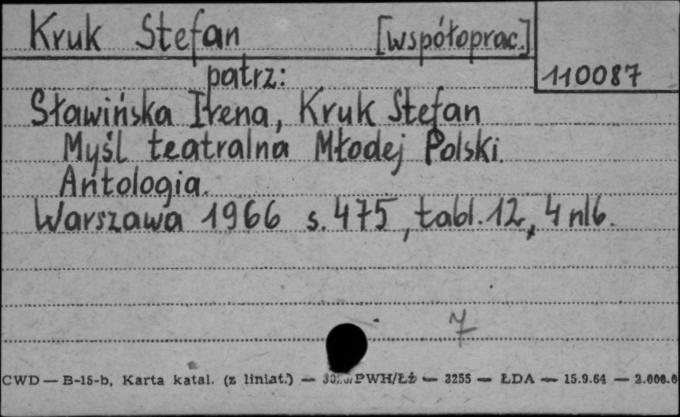 Kruk Stefan [współoprac.]
110087
patrz:
Sławińska Irena, Kruk Stefan
Myśl teatralna Młodej Polski.
Antologia.
Warszawa 1966 s. 475, tabl. 12, 4 nlb.
7
CWD — B-15-b, Karta katal. (z liniat.) — PWH/Łż — 3255 — ŁDA — 15.9.64 — 2.000.0